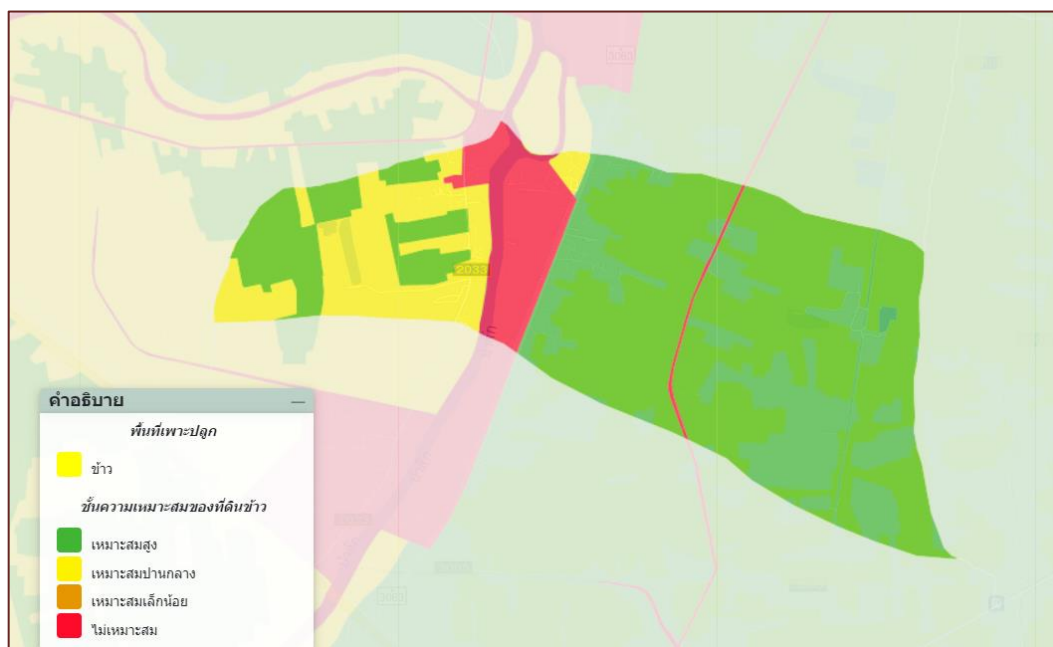 3063
2033
คำอธิบาย
พื้นที่เพาะปลูก
ข้าว
ชั้นความเหมาะสมของที่ดินข้าว
เหมาะสมสูง
เหมาะสมปานกลาง
เหมาะสมเล็กน้อย
ไม่เหมาะสม